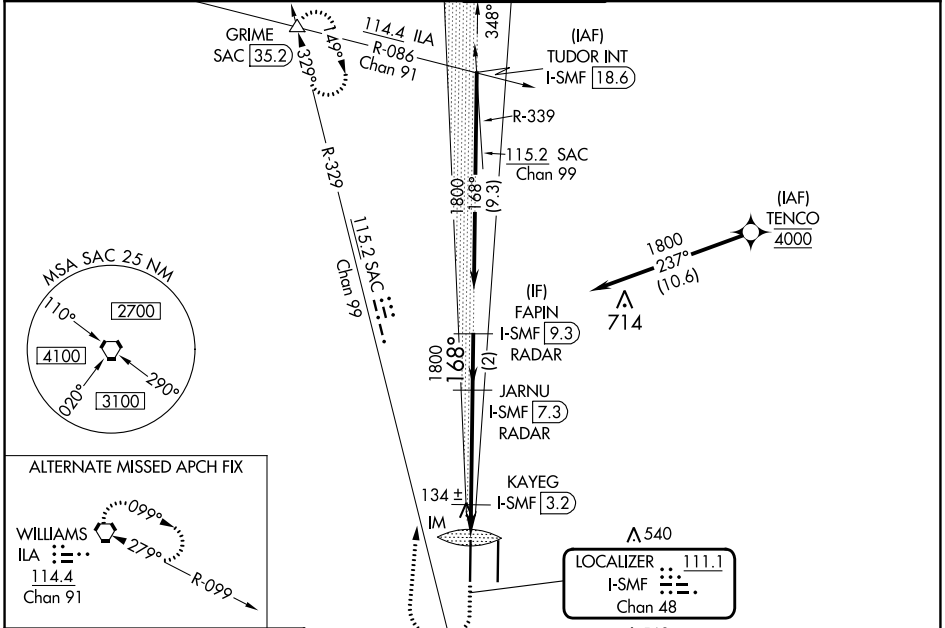 GRIME
SAC 35.2
149°
329°
114.4 ILA
R-086
Chan 91
348°
(IAF)
TUDOR INT
I-SMF 18.6
R-339
115.2 SAC
Chan 99
1800
168°
(9.3)
R-329
115.2 SAC
Chan 99
(IAF)
TENCO
4000
1800
237°
(10.6)
714
MSA SAC 25 NM
110°
2700
4100
020°
3100
290°
(IF)
FAPIN
I-SMF 9.3
RADAR
1800
168°
(2)
JARNU
I-SMF 7.3
RADAR
KAYEG
I-SMF 3.2
134 ±
IM
ALTERNATE MISSED APCH FIX
WILLIAMS
ILA
114.4
Chan 91
099°
279°
R-099
540
LOCALIZER 111.1
I-SMF
Chan 48